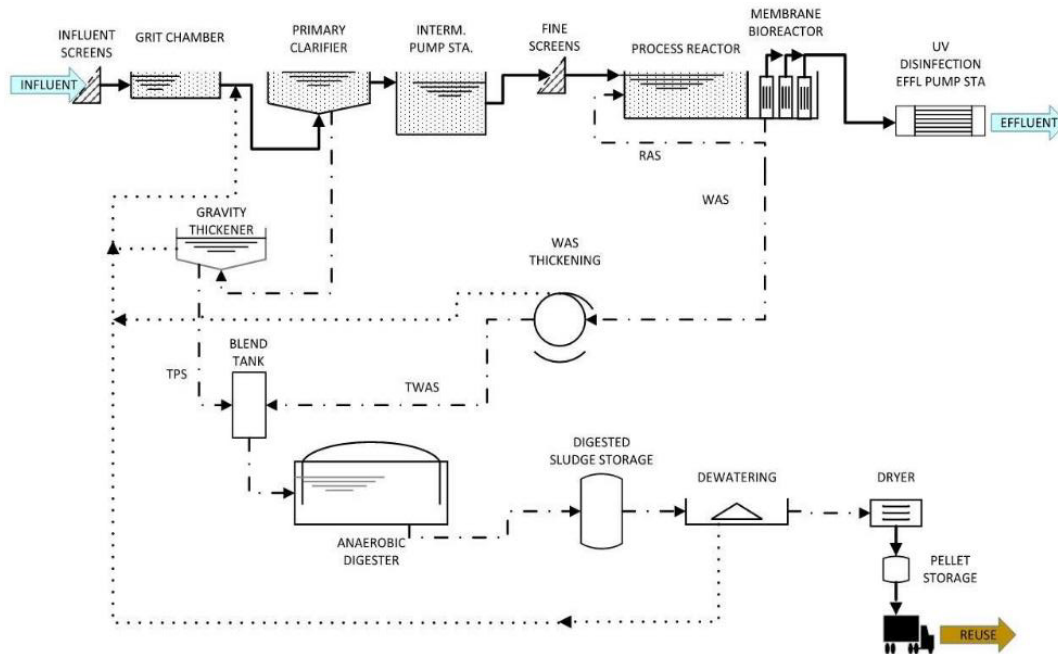 INFLUENT
INFLUENT
SCREENS
GRIT CHAMBER
PRIMARY
CLARIFIER
INTERM.
PUMP STA.
FINE
SCREENS
PROCESS REACTOR
MEMBRANE
BIOREACTOR
UV
DISINFECTION
EFFL PUMP STA
EFFLUENT
RAS
WAS
GRAVITY
THICKENER
WAS
THICKENING
BLEND
TANK
TPS
TWAS
ANAEROBIC
DIGESTER
DIGESTED
SLUDGE STORAGE
DEWATERING
DRYER
PELLET
STORAGE
REUSE